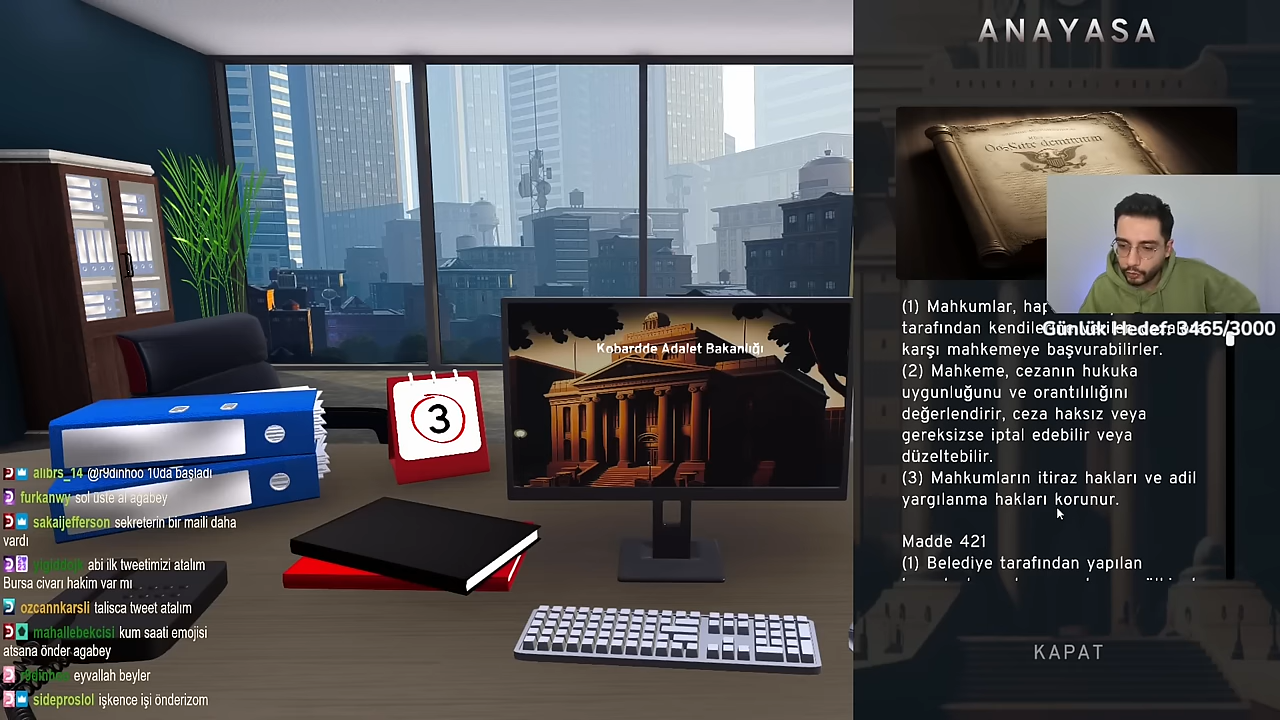 ANAYASA
(1) Mahkumlar, hap
tarafından kendile
Günlük Hedef: 3465/3000
karşı mahkemeye başvurabilirler.
(2) Mahkeme, cezanın hukuka
uygunluğunu ve orantılılığını
değerlendirir, ceza haksız veya
gereksizse iptal edebilir veya
düzeltebilir.
(3) Mahkumların itiraz hakları ve adil
yargılanma hakları korunur.
Madde 421
(1) Belediye tarafından yapılan
KAPAT
Kobardde Adalet Bakanlığı
3
alibrs_14 @r9dinhoo 10da başladı
furkanwy sol üste al agabey
sakaijefferson sekreterin bir maili daha
vardı
abi ilk tweetimizi atalım
Bursa civarı hakim var mı
ozcannkarsli talisca tweet atalım
mahallebekcisi kum saati emojisi
atsana önder agabey
eyvallah beyler
sideproslol işkence işi önderizom